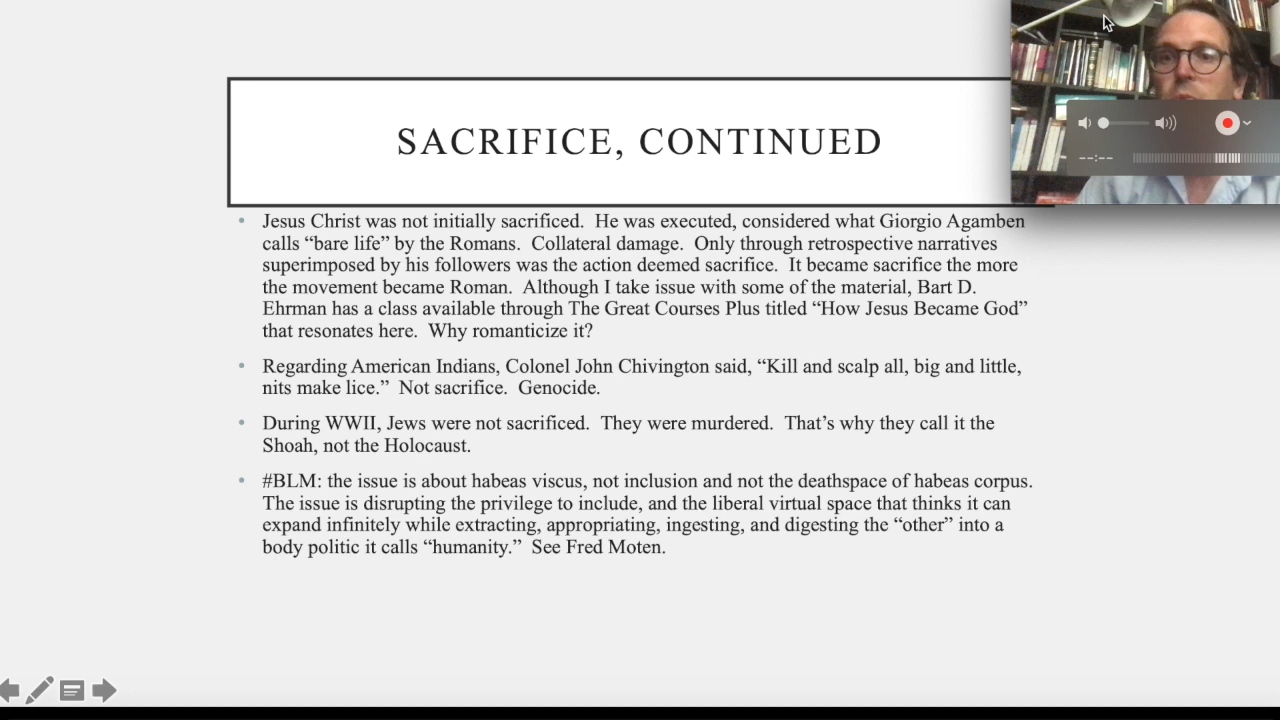 SACRIFICE, CONTINUED
• Jesus Christ was not initially sacrificed.  He was executed, considered what Giorgio Agamben
calls “bare life” by the Romans.  Collateral damage.  Only through retrospective narratives
superimposed by his followers was the action deemed sacrifice.  It became sacrifice the more
the movement became Roman.  Although I take issue with some of the material, Bart D.
Ehrman has a class available through The Great Courses Plus titled “How Jesus Became God”
that resonates here.  Why romanticize it?
• Regarding American Indians, Colonel John Chivington said, “Kill and scalp all, big and little,
nits make lice.”  Not sacrifice.  Genocide.
• During WWII, Jews were not sacrificed.  They were murdered.  That’s why they call it the
Shoah, not the Holocaust.
• #BLM: the issue is about habeas viscus, not inclusion and not the deathspace of habeas corpus.
The issue is disrupting the privilege to include, and the liberal virtual space that thinks it can
expand infinitely while extracting, appropriating, ingesting, and digesting the “other” into a
body politic it calls “humanity.”  See Fred Moten.
--:--